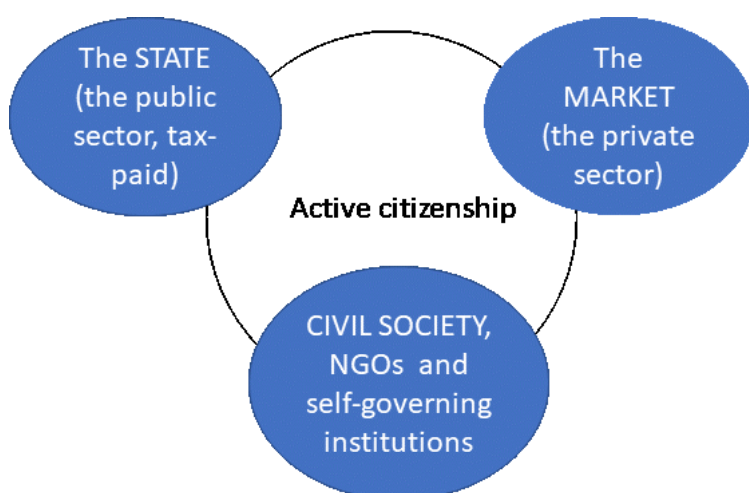 The STATE
(the public
sector, tax-
paid)
The
MARKET
(the private
sector)
Active citizenship
CIVIL SOCIETY,
NGOs and
self-governing
institutions